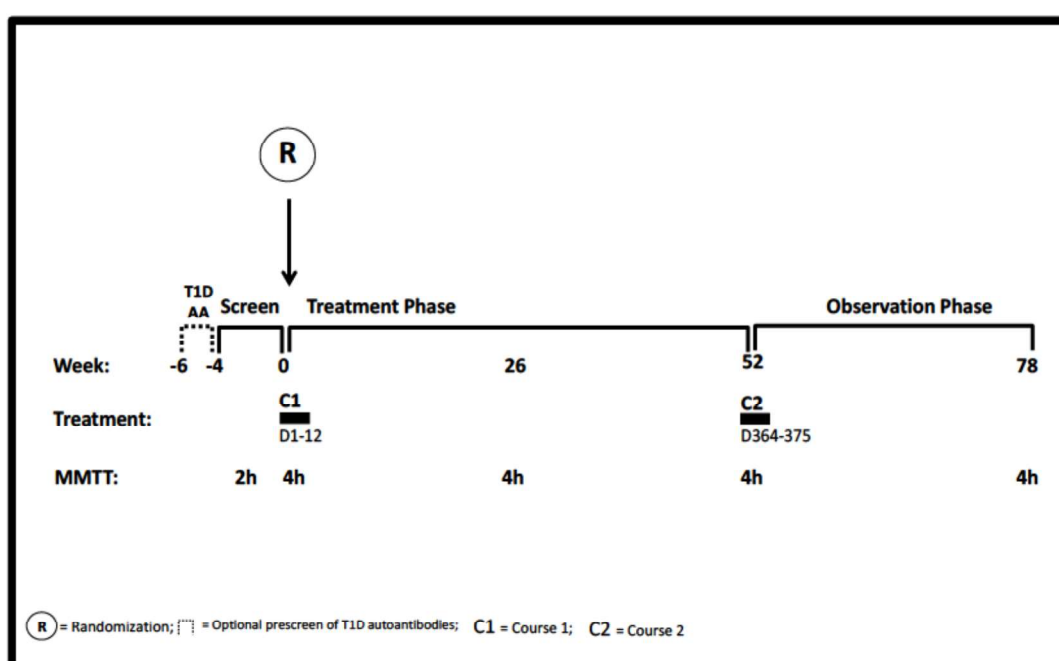 R
T1D
AA
Screen
Treatment Phase
Observation Phase
Week: -6 -4 0 26 52 78
Treatment:
C1
D1-12
C2
D364-375
MMTT: 2h 4h 4h 4h 4h
R = Randomization; = Optional prescreen of T1D autoantibodies; C1 = Course 1; C2 = Course 2